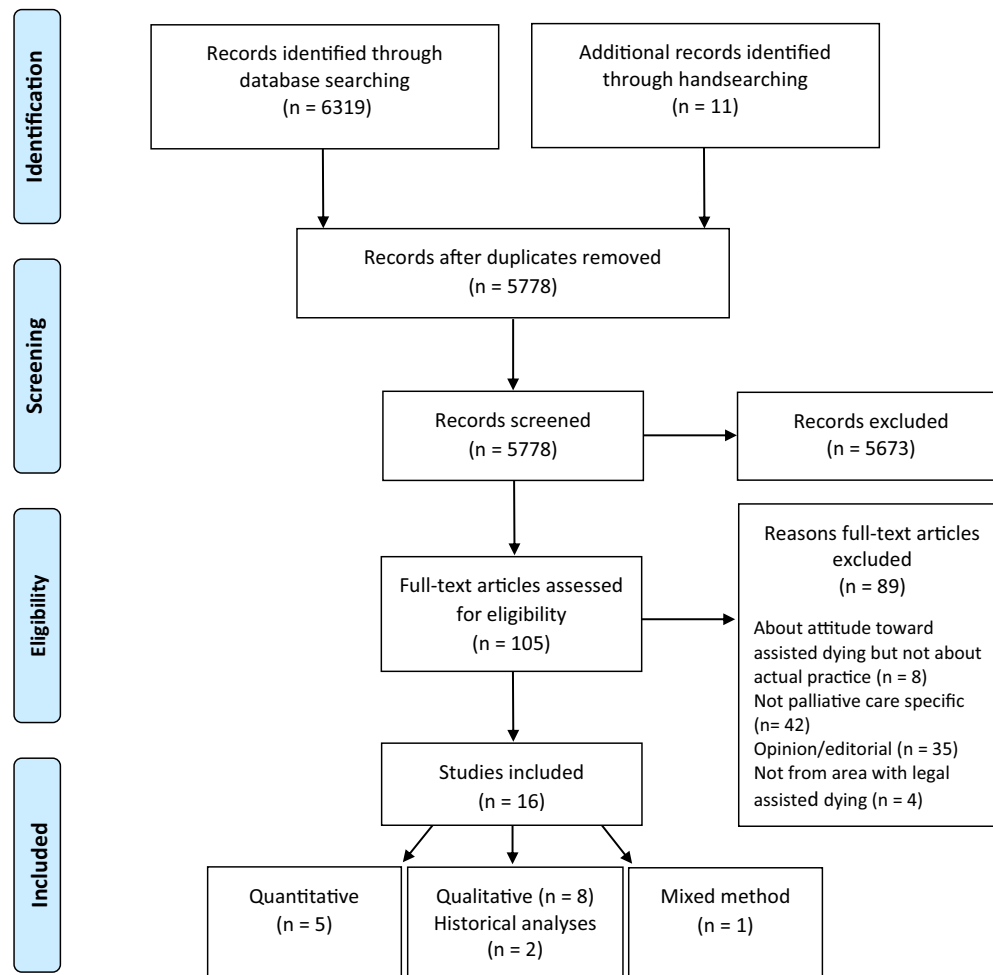 Identification
Records identified through
database searching
(n = 6319)
Additional records identified
through handsearching
(n = 11)
Records after duplicates removed
(n = 5778)
Screening
Records screened
(n = 5778)
Records excluded
(n = 5673)
Eligibility
Full-text articles assessed
for eligibility
(n = 105)
Reasons full-text articles
excluded
(n = 89)
About attitude toward
assisted dying but not about
actual practice (n = 8)
Not palliative care specific
(n= 42)
Opinion/editorial (n = 35)
Not from area with legal
assisted dying (n = 4)
Included
Studies included
(n = 16)
Quantitative
(n = 5)
Qualitative (n = 8)
Historical analyses
(n = 2)
Mixed method
(n = 1)